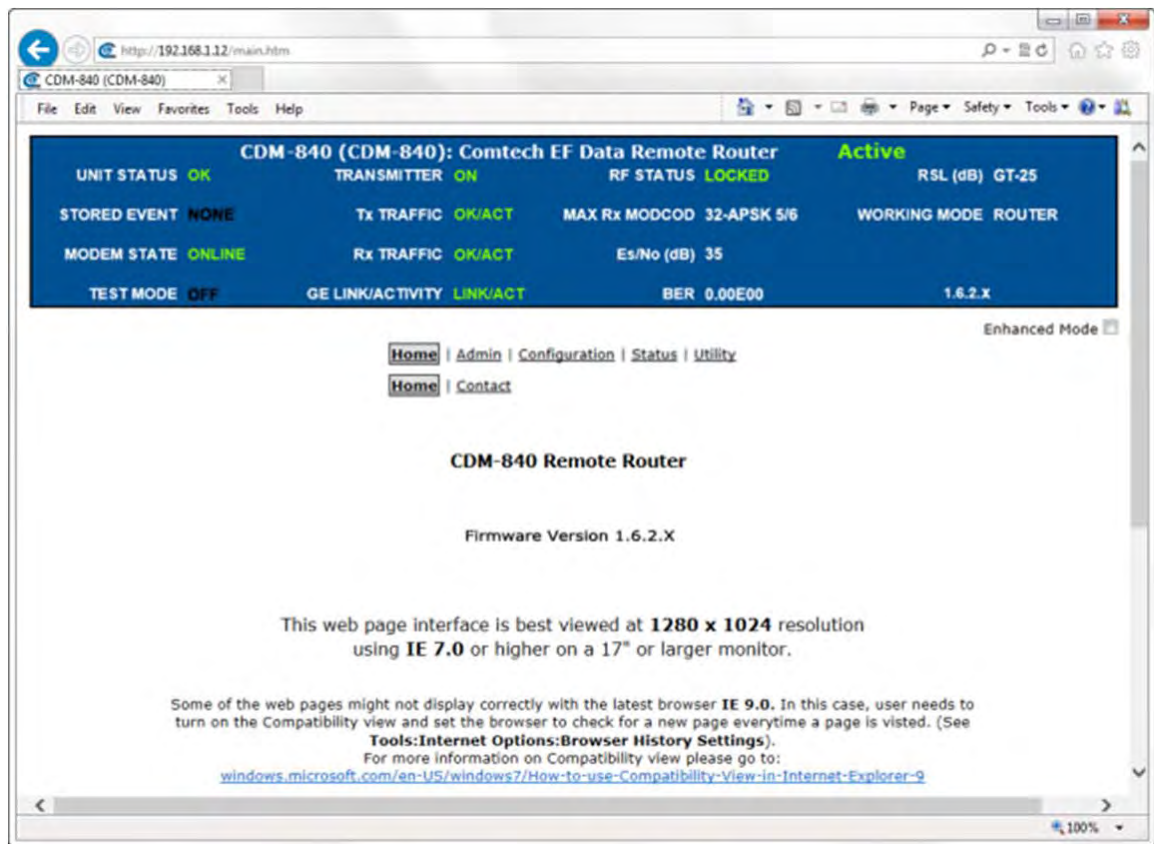 http://192.168.1.12/main.htm
CDM-840 (CDM-840)
File Edit View Favorites Tools Help
Page Safety Tools
CDM-840 (CDM-840): Comtech EF Data Remote Router Active
UNIT STATUS OK TRANSMITTER ON RF STATUS LOCKED RSL (dB) GT-25
STORED EVENT NONE Tx TRAFFIC OK/ACT MAX Rx MODCOD 32-APSK 5/6 WORKING MODE ROUTER
MODEM STATE ONLINE Rx TRAFFIC OK/ACT Es/No (dB) 35
TEST MODE OFF GE LINK/ACTIVITY LINK/ACT BER 0.00E00 1.6.2.X
Enhanced Mode
Home | Admin | Configuration | Status | Utility
Home | Contact
CDM-840 Remote Router
Firmware Version 1.6.2.X
This web page interface is best viewed at 1280 x 1024 resolution
using IE 7.0 or higher on a 17" or larger monitor.
Some of the web pages might not display correctly with the latest browser IE 9.0. In this case, user needs to
turn on the Compatibility view and set the browser to check for a new page everytime a page is visted. (See
Tools:Internet Options:Browser History Settings).
For more information on Compatibility view please go to:
windows.microsoft.com/en-US/windows7/How-to-use-Compatibility-View-in-Internet-Explorer-9
100%